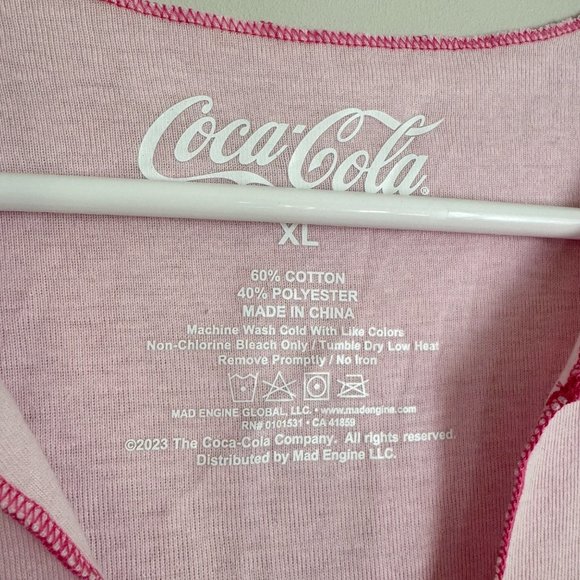 Coca-Cola
XL
60% COTTON
40% POLYESTER
MADE IN CHINA
Machine Wash Cold With Like Colors
Non-Chlorine Bleach Only / Tumble Dry Low Heat
Remove Promptly / No Iron
MAD ENGINE GLOBAL, LLC. • www.madengine.com
RN# 0101531 • CA 41859
©2023 The Coca-Cola Company. All rights reserved.
Distributed by Mad Engine LLC.